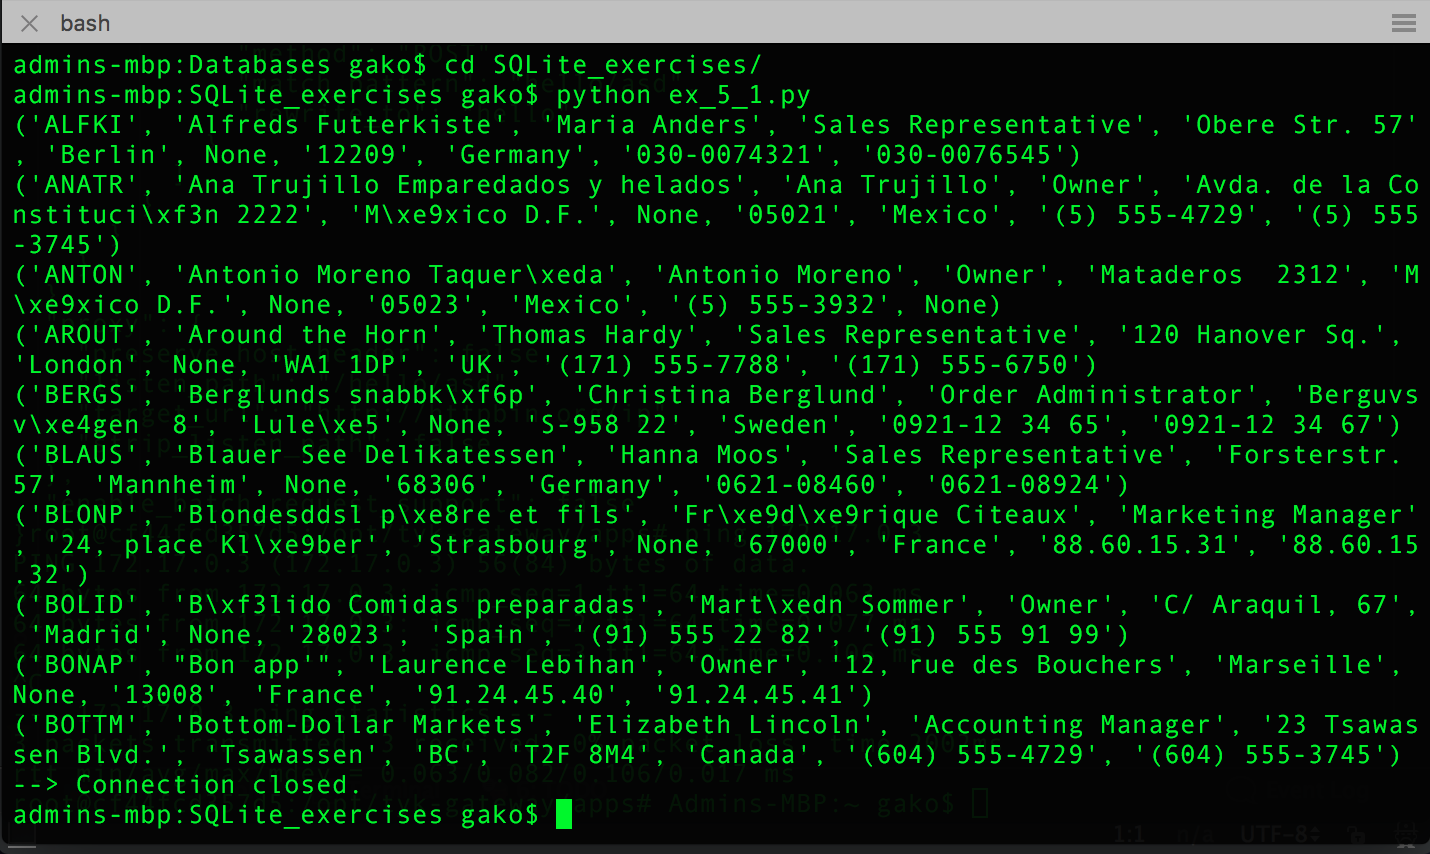 bash
admins-mbp:Databases gako$ cd SQLite_exercises/
admins-mbp:SQLite_exercises gako$ python ex_5_1.py
('ALFKI', 'Alfreds Futterkiste', 'Maria Anders', 'Sales Representative', 'Obere Str. 57'
, 'Berlin', None, '12209', 'Germany', '030-0074321', '030-0076545')
('ANATR', 'Ana Trujillo Emparedados y helados', 'Ana Trujillo', 'Owner', 'Avda. de la Co
nstituci\xf3n 2222', 'M\xe9xico D.F.', None, '05021', 'Mexico', '(5) 555-4729', '(5) 555
-3745')
('ANTON', 'Antonio Moreno Taquer\xeda', 'Antonio Moreno', 'Owner', 'Mataderos  2312', 'M
\xe9xico D.F.', None, '05023', 'Mexico', '(5) 555-3932', None)
('AROUT', 'Around the Horn', 'Thomas Hardy', 'Sales Representative', '120 Hanover Sq.',
'London', None, 'WA1 1DP', 'UK', '(171) 555-7788', '(171) 555-6750')
('BERGS', 'Berglunds snabbk\xf6p', 'Christina Berglund', 'Order Administrator', 'Berguvs
v\xe4gen  8', 'Lule\xe5', None, 'S-958 22', 'Sweden', '0921-12 34 65', '0921-12 34 67')
('BLAUS', 'Blauer See Delikatessen', 'Hanna Moos', 'Sales Representative', 'Forsterstr.
57', 'Mannheim', None, '68306', 'Germany', '0621-08460', '0621-08924')
('BLONP', 'Blondesddsl p\xe8re et fils', 'Fr\xe9d\xe9rique Citeaux', 'Marketing Manager'
, '24, place Kl\xe9ber', 'Strasbourg', None, '67000', 'France', '88.60.15.31', '88.60.15
.32')
('BOLID', 'B\xf3lido Comidas preparadas', 'Mart\xedn Sommer', 'Owner', 'C/ Araquil, 67',
'Madrid', None, '28023', 'Spain', '(91) 555 22 82', '(91) 555 91 99')
('BONAP', "Bon app'", 'Laurence Lebihan', 'Owner', '12, rue des Bouchers', 'Marseille',
None, '13008', 'France', '91.24.45.40', '91.24.45.41')
('BOTTM', 'Bottom-Dollar Markets', 'Elizabeth Lincoln', 'Accounting Manager', '23 Tsawas
sen Blvd.', 'Tsawassen', 'BC', 'T2F 8M4', 'Canada', '(604) 555-4729', '(604) 555-3745')
--> Connection closed.
admins-mbp:SQLite_exercises gako$
1:1 n/a UTF-8